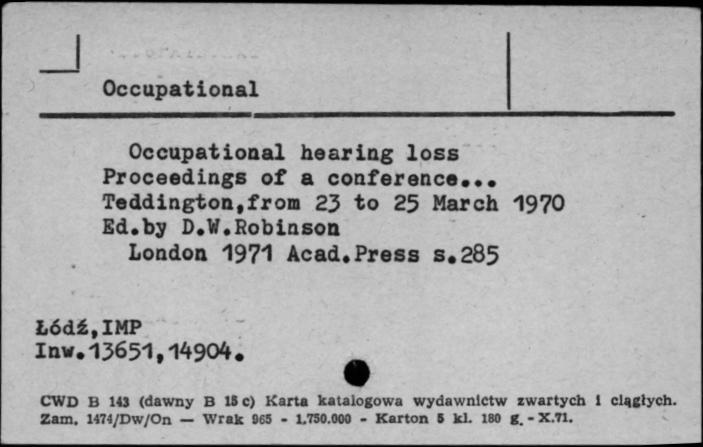 Occupational
Occupational hearing loss
Proceedings of a conference...
Teddington,from 23 to 25 March 1970
Ed.by D.W.Robinson
London 1971 Acad.Press s.285
Łódź,IMP
Inw.13651,14904.
CWD B 143 (dawny B 15 c) Karta katalogowa wydawnictw zwartych i ciągłych.
Zam. 1474/Dw/On — Wrak 965 - 1.750.000 - Karton 5 kl. 180 g. - X.71.